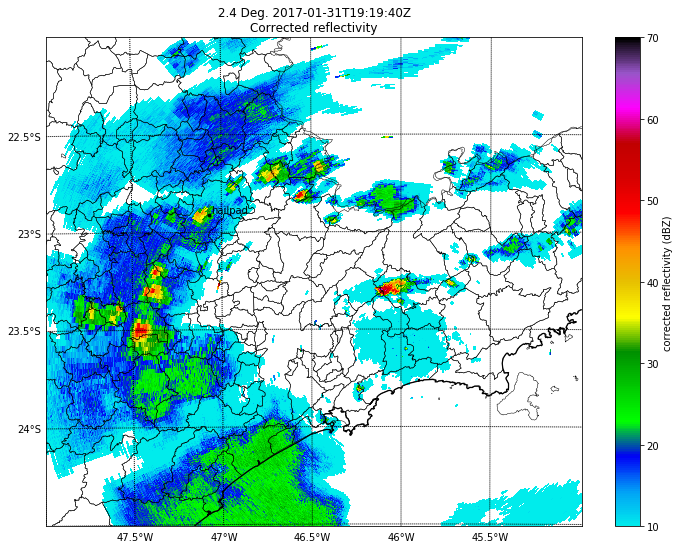 2.4 Deg. 2017-01-31T19:19:40Z
Corrected reflectivity
22.5°S
23°S
23.5°S
24°S
47.5°W
47°W
46.5°W
46°W
45.5°W
hailpad
70
60
50
40
30
20
10
corrected reflectivity (dBZ)